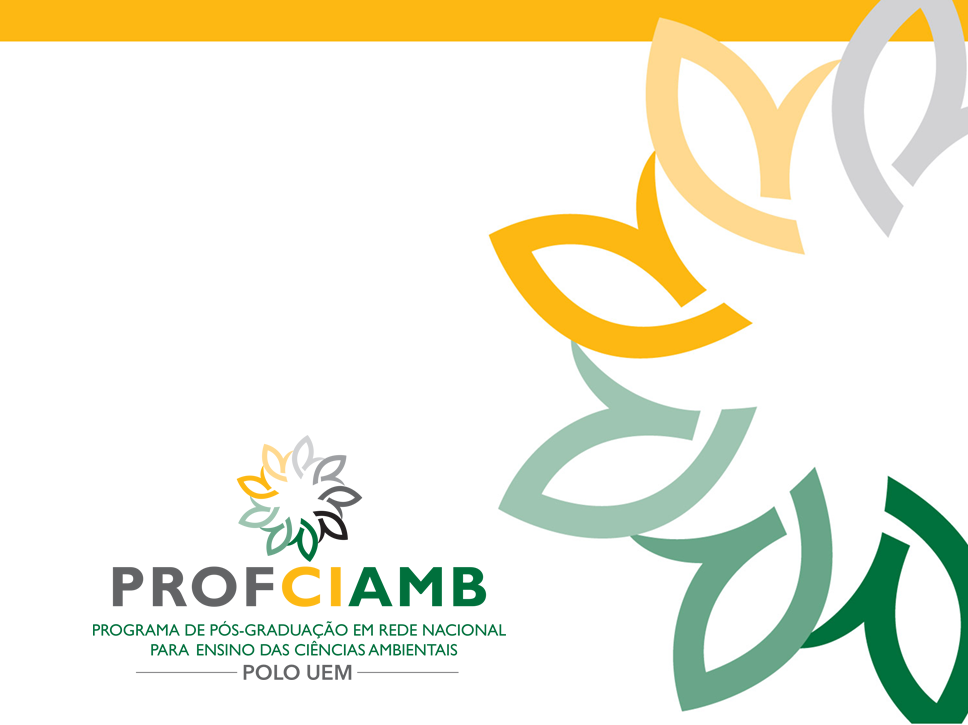 PROFCIAMB
PROGRAMA DE PÓS-GRADUAÇÃO EM REDE NACIONAL
PARA ENSINO DAS CIÊNCIAS AMBIENTAIS
POLO UEM